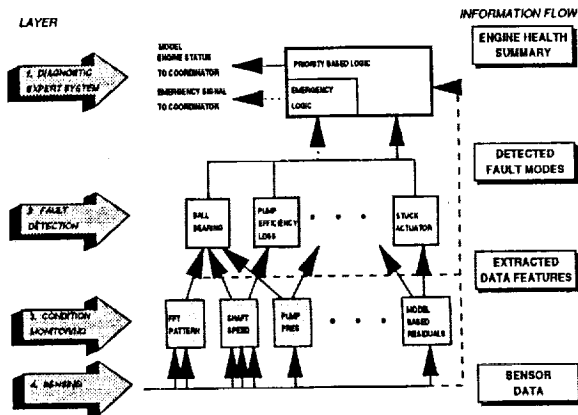 LAYER
INFORMATION FLOW
1. DIAGNOSTIC
EXPERT SYSTEM
MODEL
ENGINE STATUS
TO COORDINATOR
EMERGENCY SIGNAL
TO COORDINATOR
PRIORITY BASED LOGIC
EMERGENCY
LOGIC
ENGINE HEALTH
SUMMARY
DETECTED
FAULT MODES
2. FAULT
DETECTION
BALL
BEARING
PUMP
EFFICIENCY
LOSS
STUCK
ACTUATOR
EXTRACTED
DATA FEATURES
3. CONDITION
MONITORING
FFT
PATTERN
SHAFT
SPEED
PUMP
PRES
MODEL
BASED
RESIDUALS
4. SENSING
SENSOR
DATA